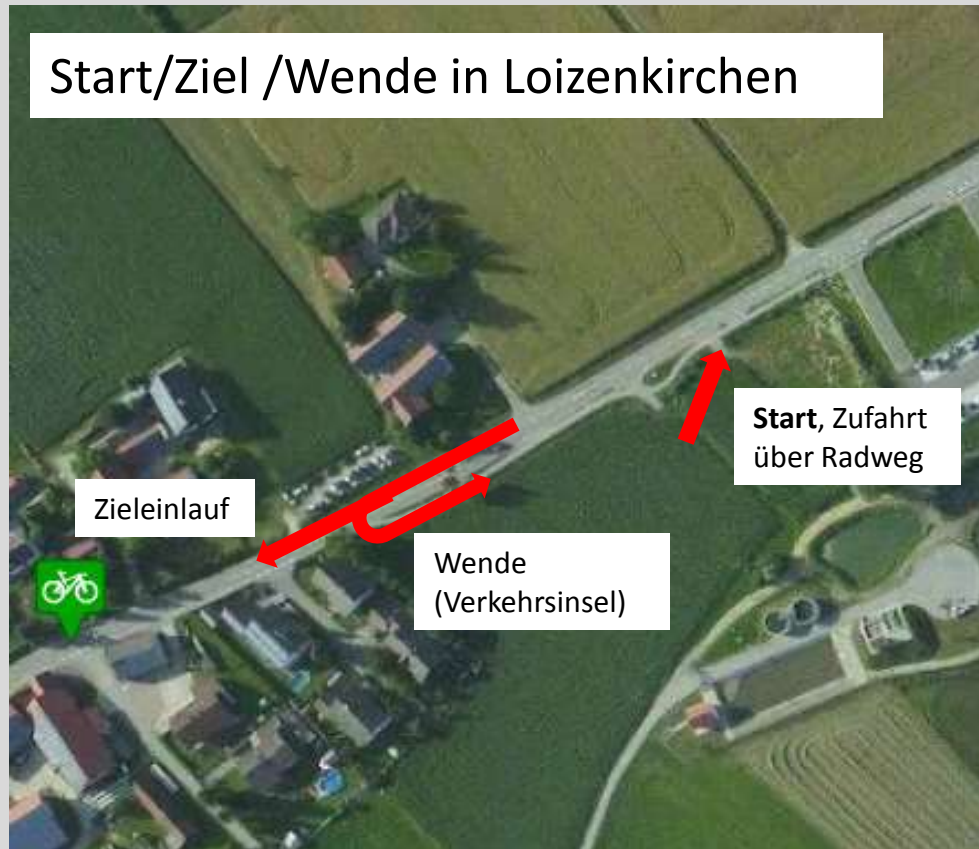 Start/Ziel /Wende in Loizenkirchen
Start, Zufahrt
über Radweg
Zieleinlauf
Wende
(Verkehrsinsel)